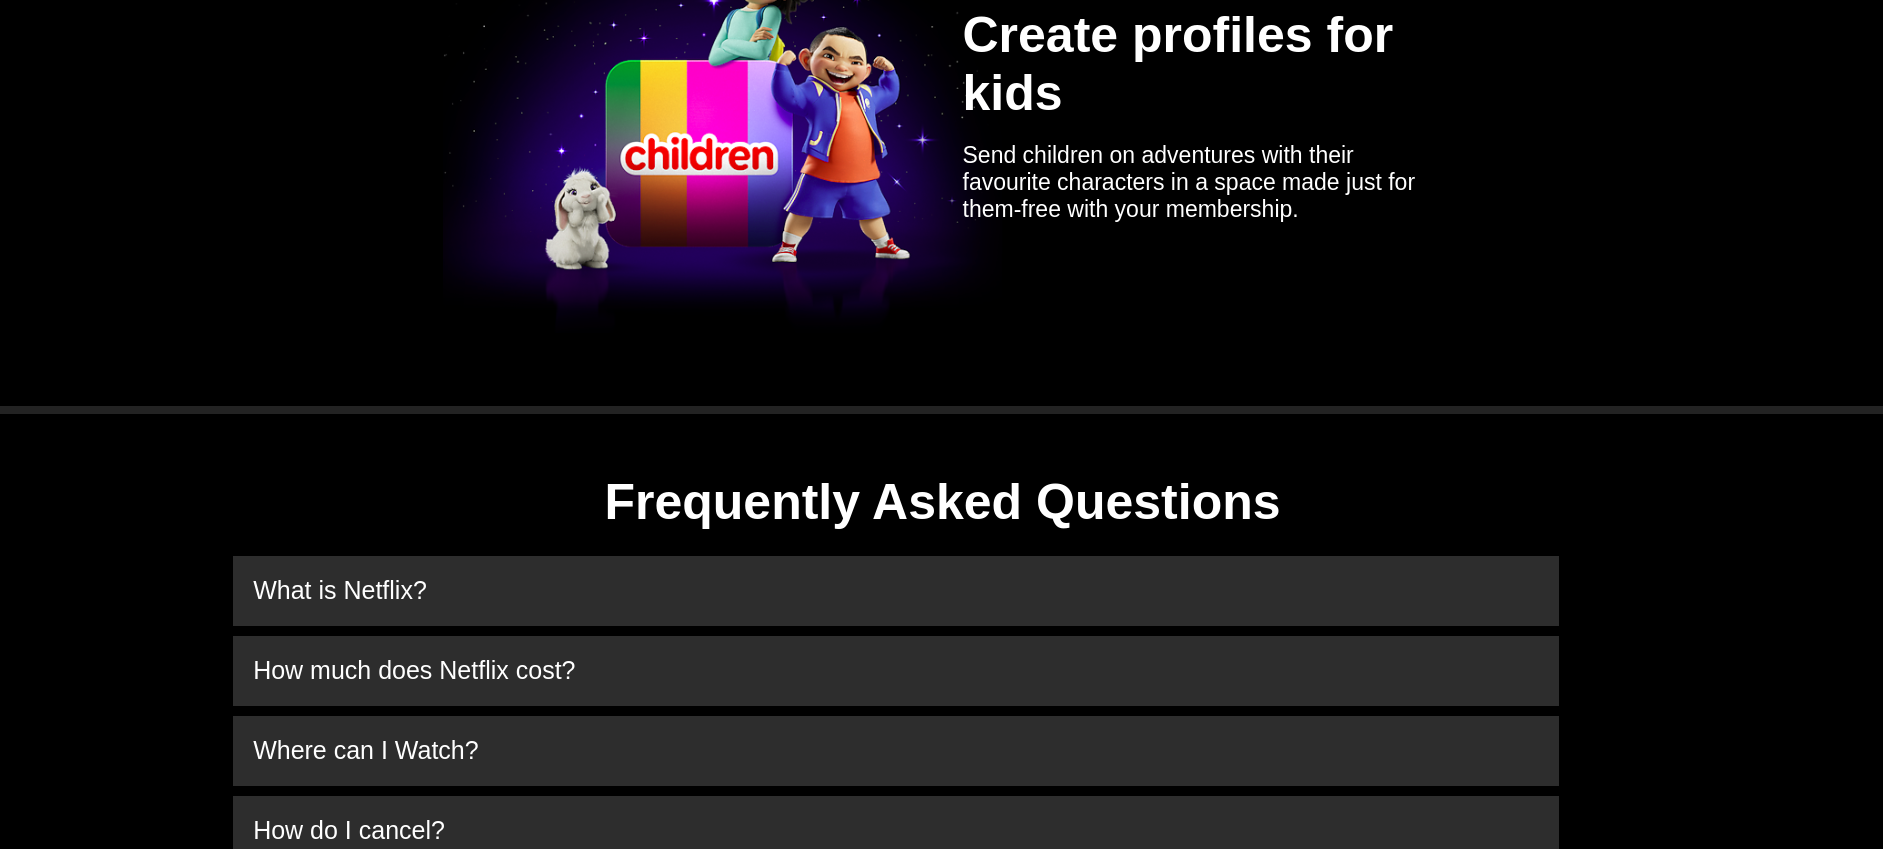 Create profiles for
kids
children
Send children on adventures with their
favourite characters in a space made just for
them-free with your membership.
Frequently Asked Questions
What is Netflix?
How much does Netflix cost?
Where can I Watch?
How do I cancel?